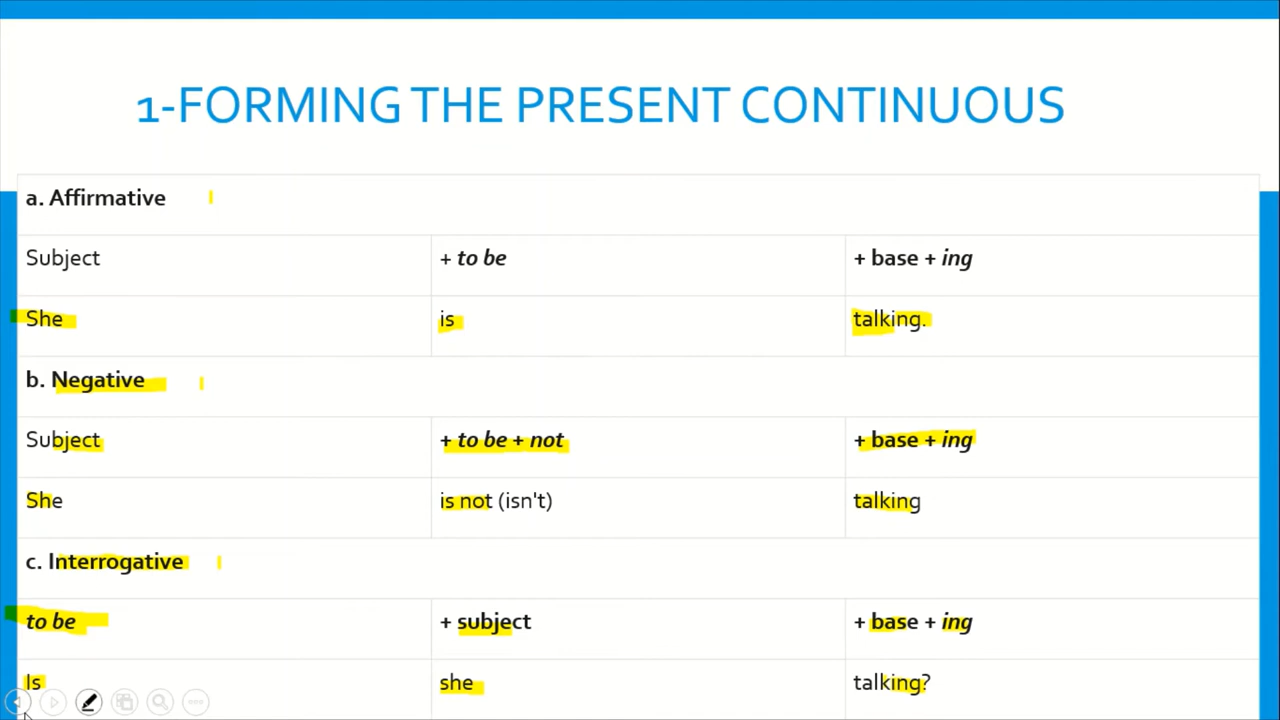 1-FORMING THE PRESENT CONTINUOUS
a. Affirmative
Subject + to be + base + ing
She is talking.
b. Negative
Subject + to be + not + base + ing
She is not (isn't) talking
c. Interrogative
to be + subject + base + ing
Is she talking?